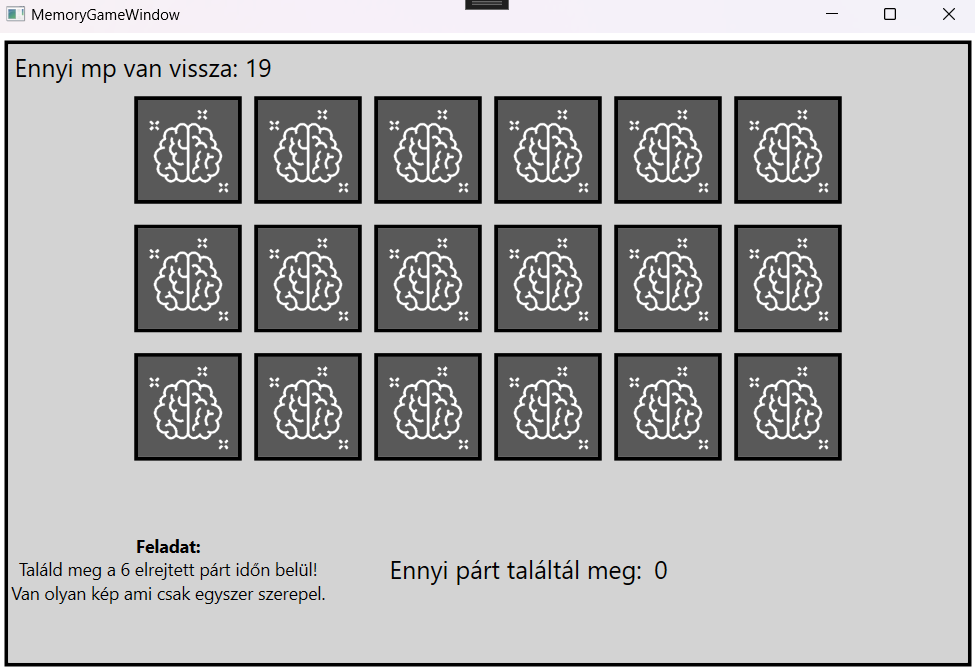 MemoryGameWindow
Ennyi mp van vissza: 19
Feladat:
Találd meg a 6 elrejtett párt időn belül!
Van olyan kép ami csak egyszer szerepel.
Ennyi párt találtál meg: 0